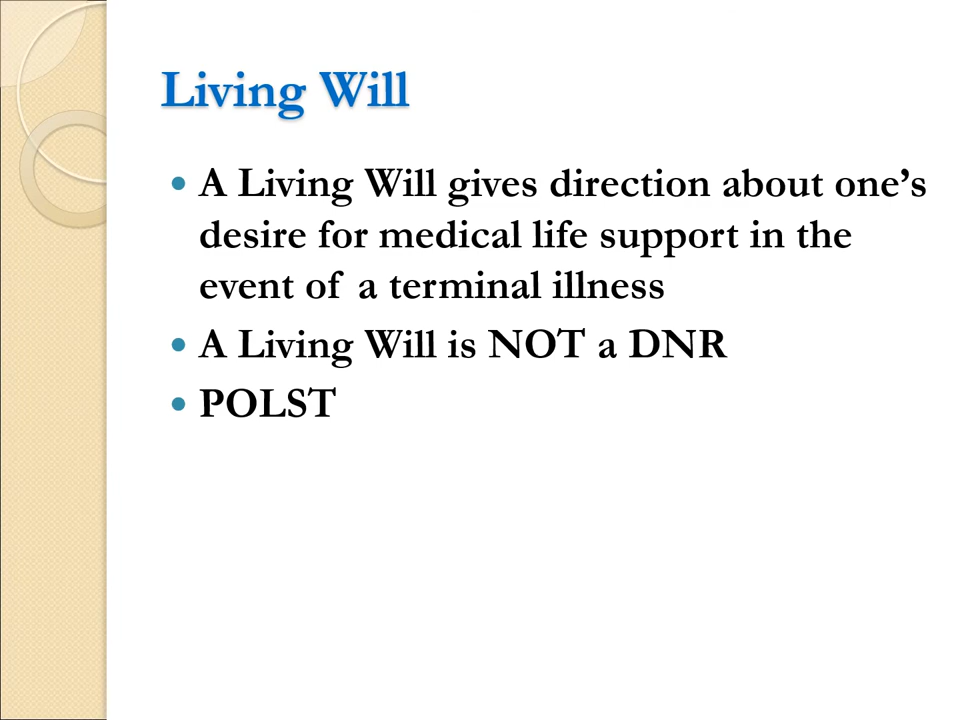 Living Will
• A Living Will gives direction about one’s
desire for medical life support in the
event of a terminal illness
• A Living Will is NOT a DNR
• POLST